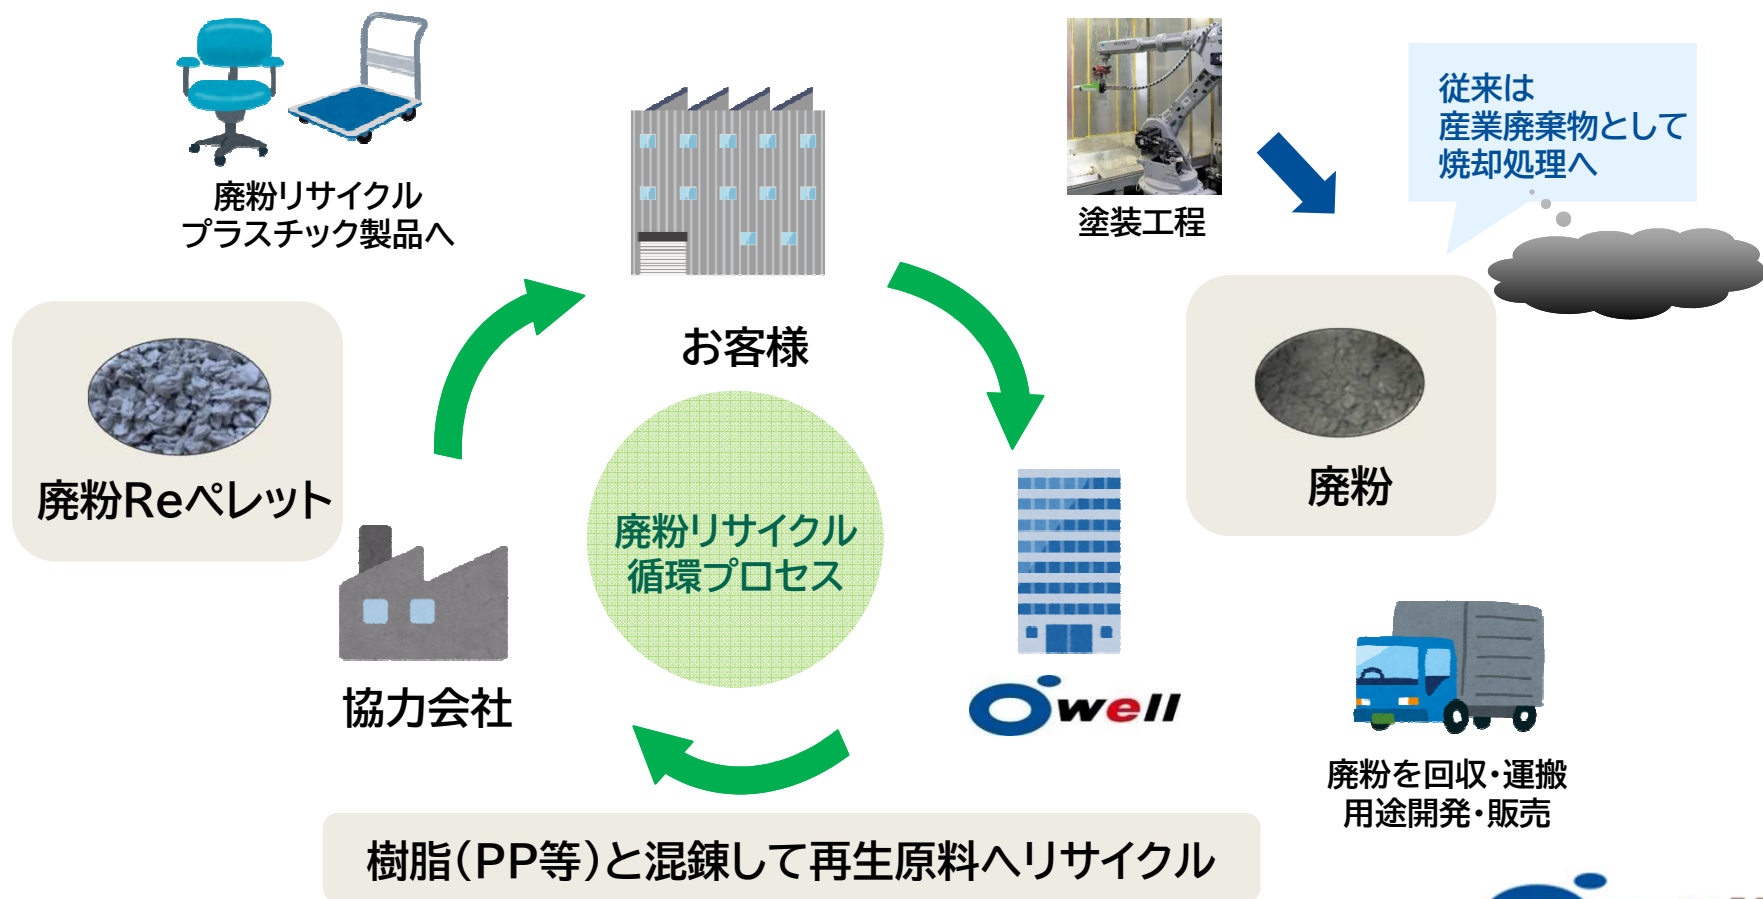 廃粉リサイクル
プラスチック製品へ
塗装工程
従来は
産業廃棄物として
焼却処理へ
お客様
廃粉Reペレット
廃粉
廃粉リサイクル
循環プロセス
協力会社
Owell
廃粉を回収・運搬
用途開発・販売
樹脂(PP等)と混錬して再生原料へリサイクル